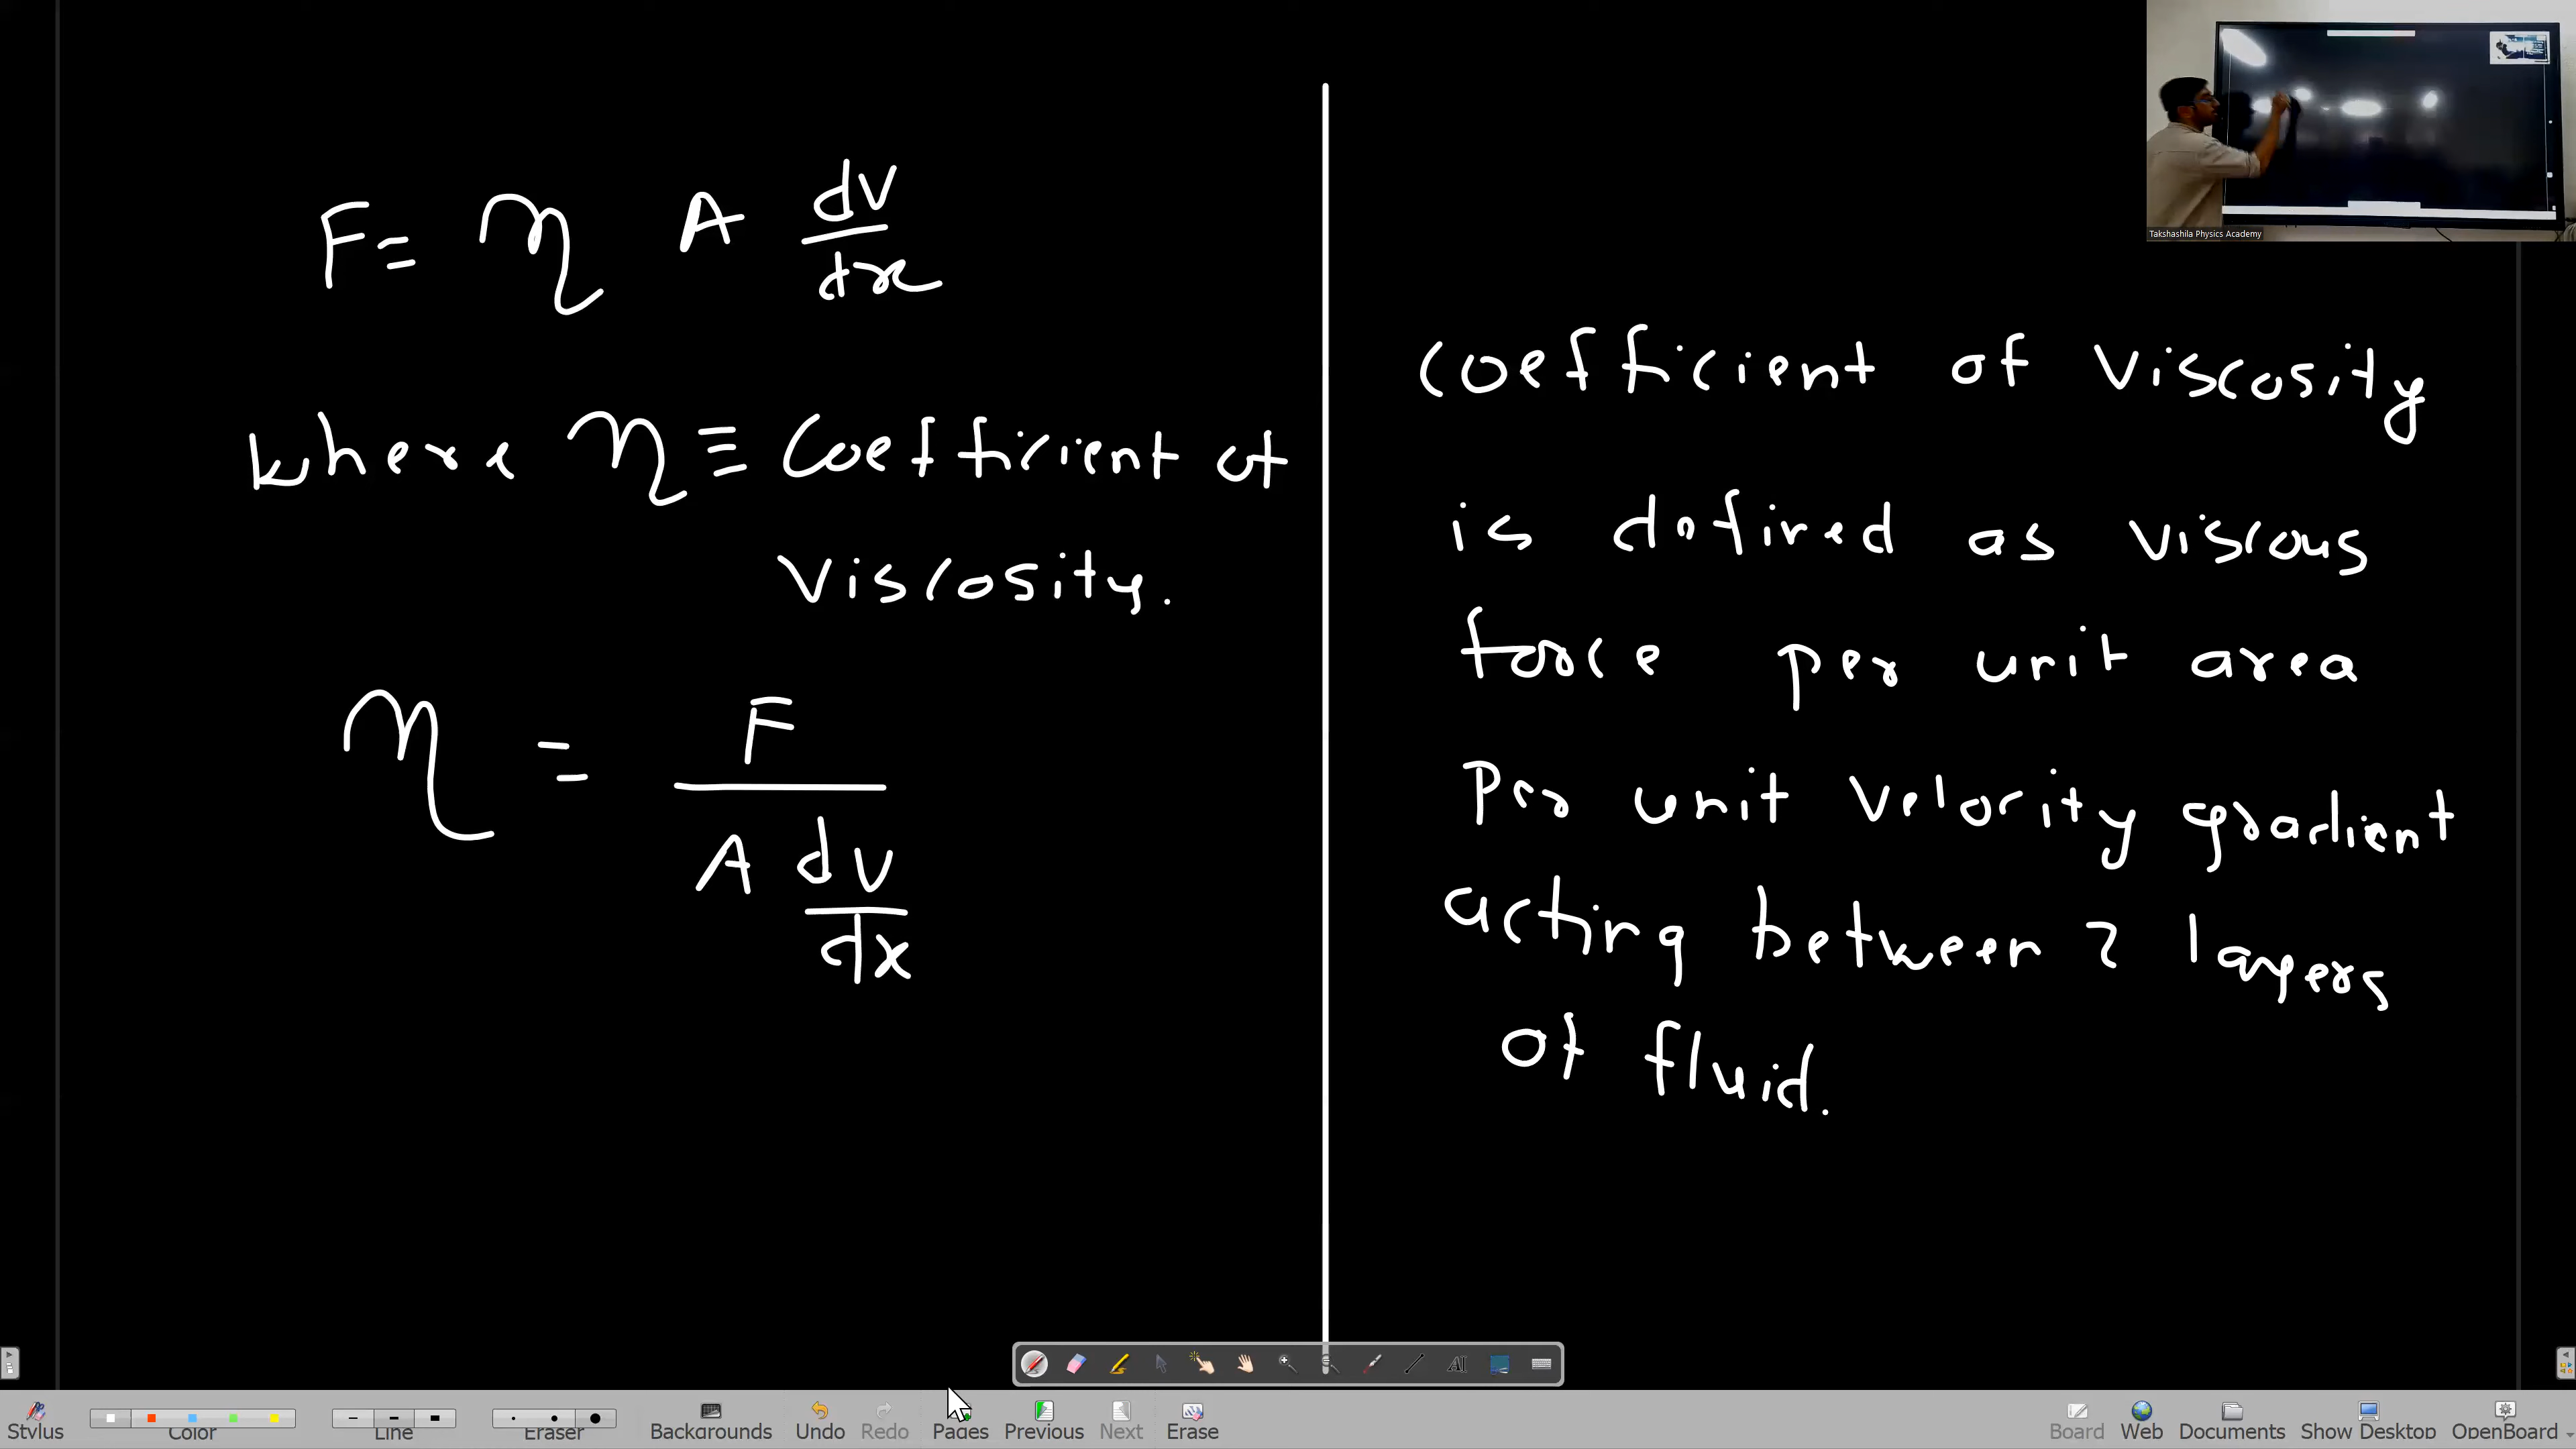 F = η A dv/dx
where η ≡ Coefficient of
viscosity.
η = F / A dv/dx
Coefficient of Viscosity
is defined as viscous
force per unit area
Per unit velocity gradient
acting between 2 layers
of fluid.
Takshashila Physics Academy
Stylus
Color
Line
Eraser
Backgrounds
Undo
Redo
Pages
Previous
Next
Erase
Board
Web
Documents
Show Desktop
OpenBoard